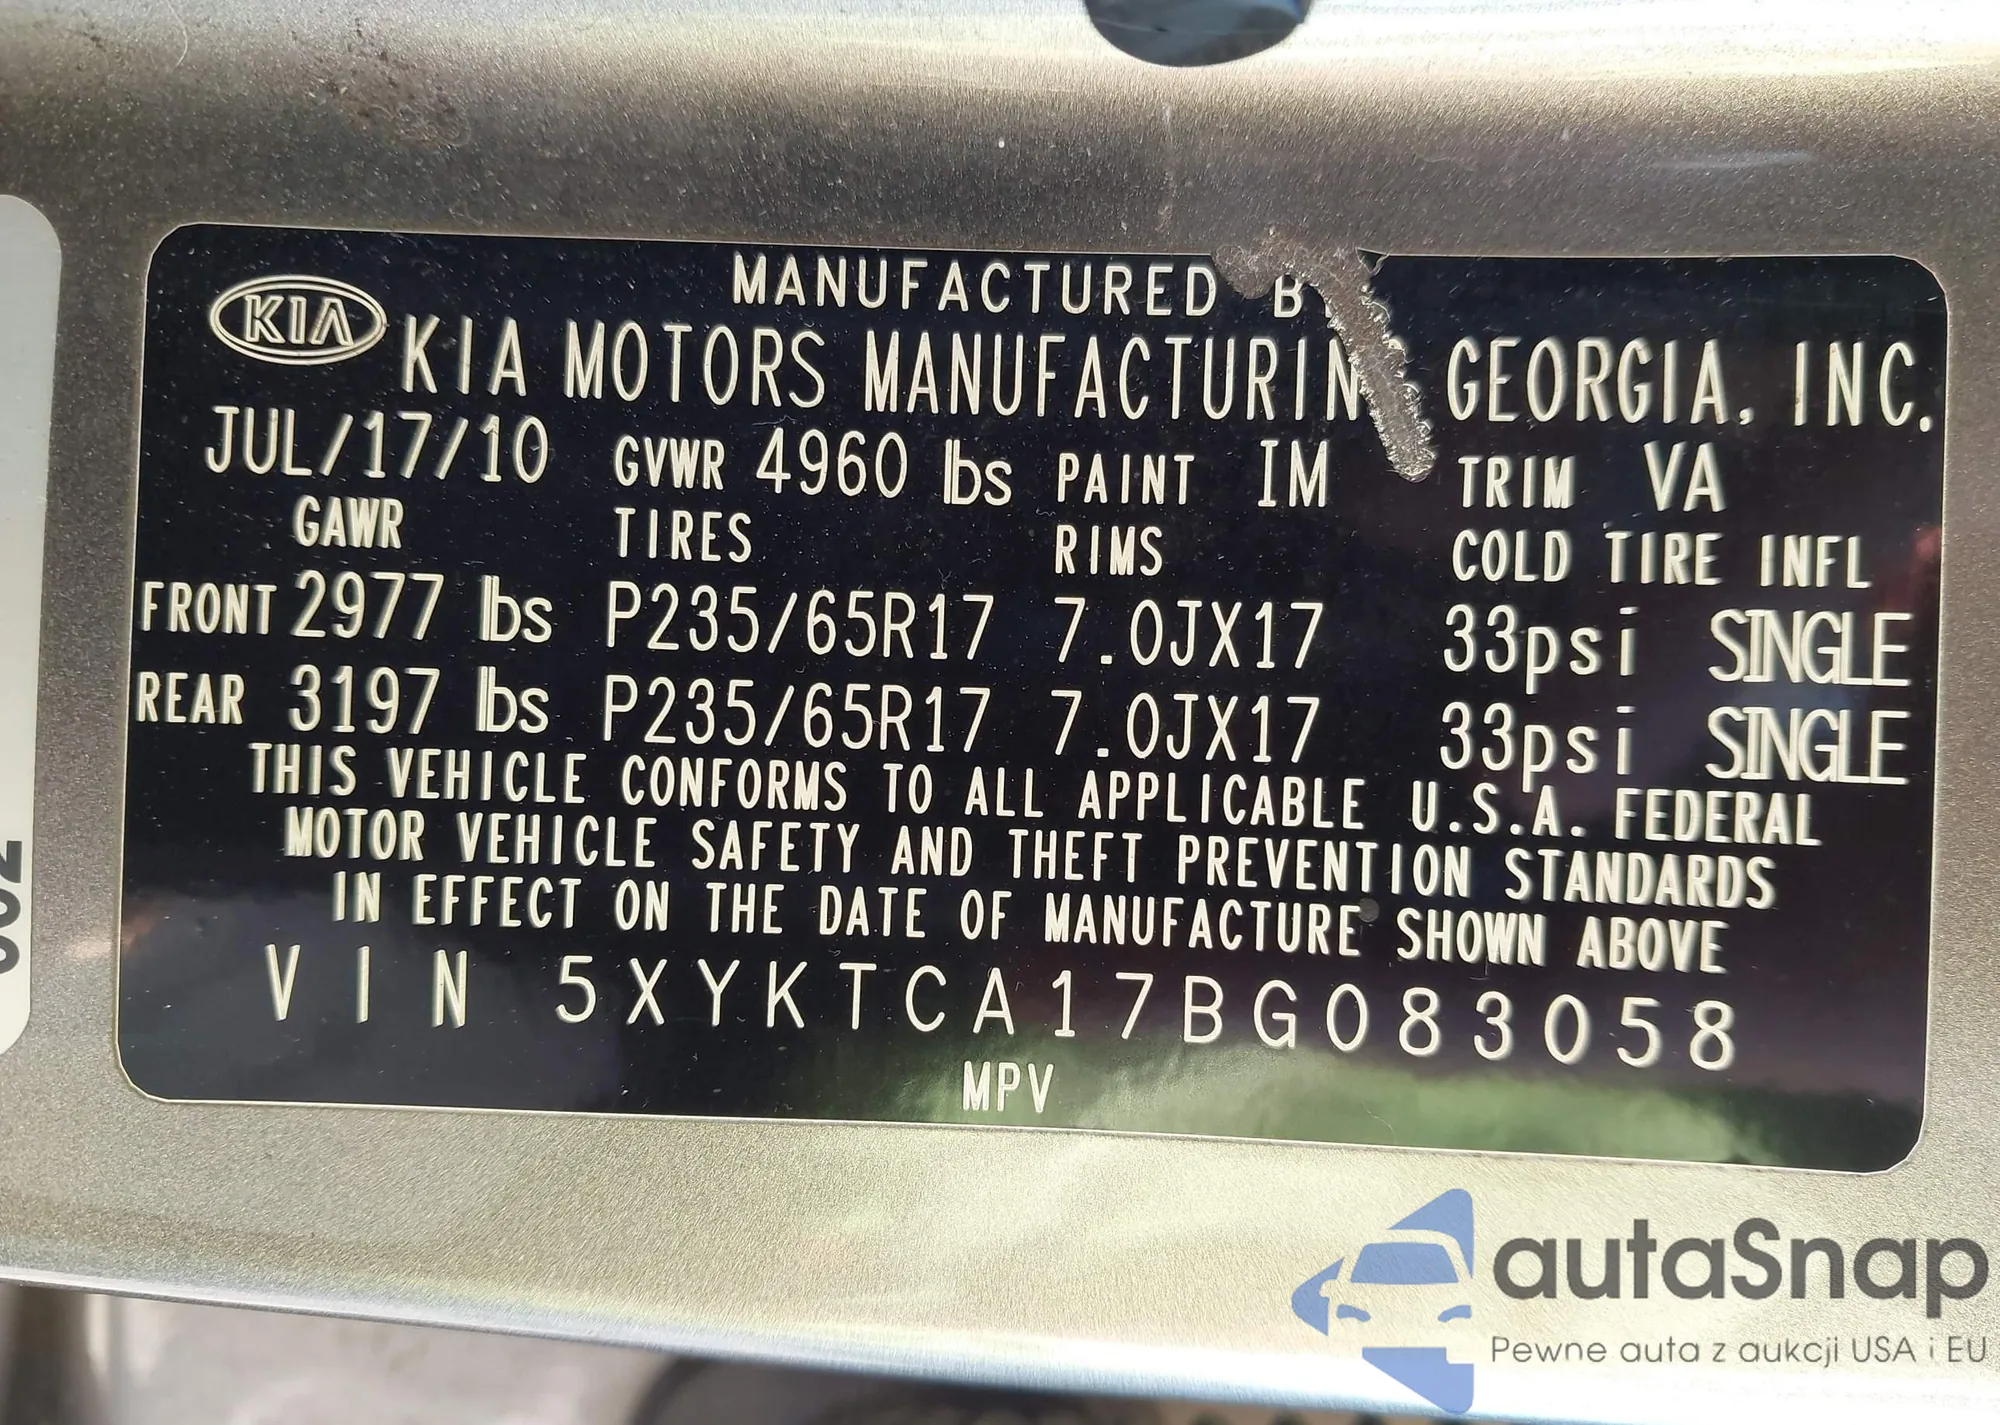 MANUFACTURED
KIA
KIA MOTORS MANUFACTURING GEORGIA, INC.
JUL/17/10 GVWR 4960 lbs PAINT IM TRIM VA
GAWR TIRES RIMS COLD TIRE INFL
FRONT 2977 lbs P235/65R17 7.0JX17 33psi SINGLE
REAR 3197 lbs P235/65R17 7.0JX17 33psi SINGLE
THIS VEHICLE CONFORMS TO ALL APPLICABLE U.S.A. FEDERAL
MOTOR VEHICLE SAFETY AND THEFT PREVENTION STANDARDS
IN EFFECT ON THE DATE OF MANUFACTURE SHOWN ABOVE
VIN 5XYKTCA17BG083058
MPV
autaSnap
Pewne auta z aukcji USA i EU